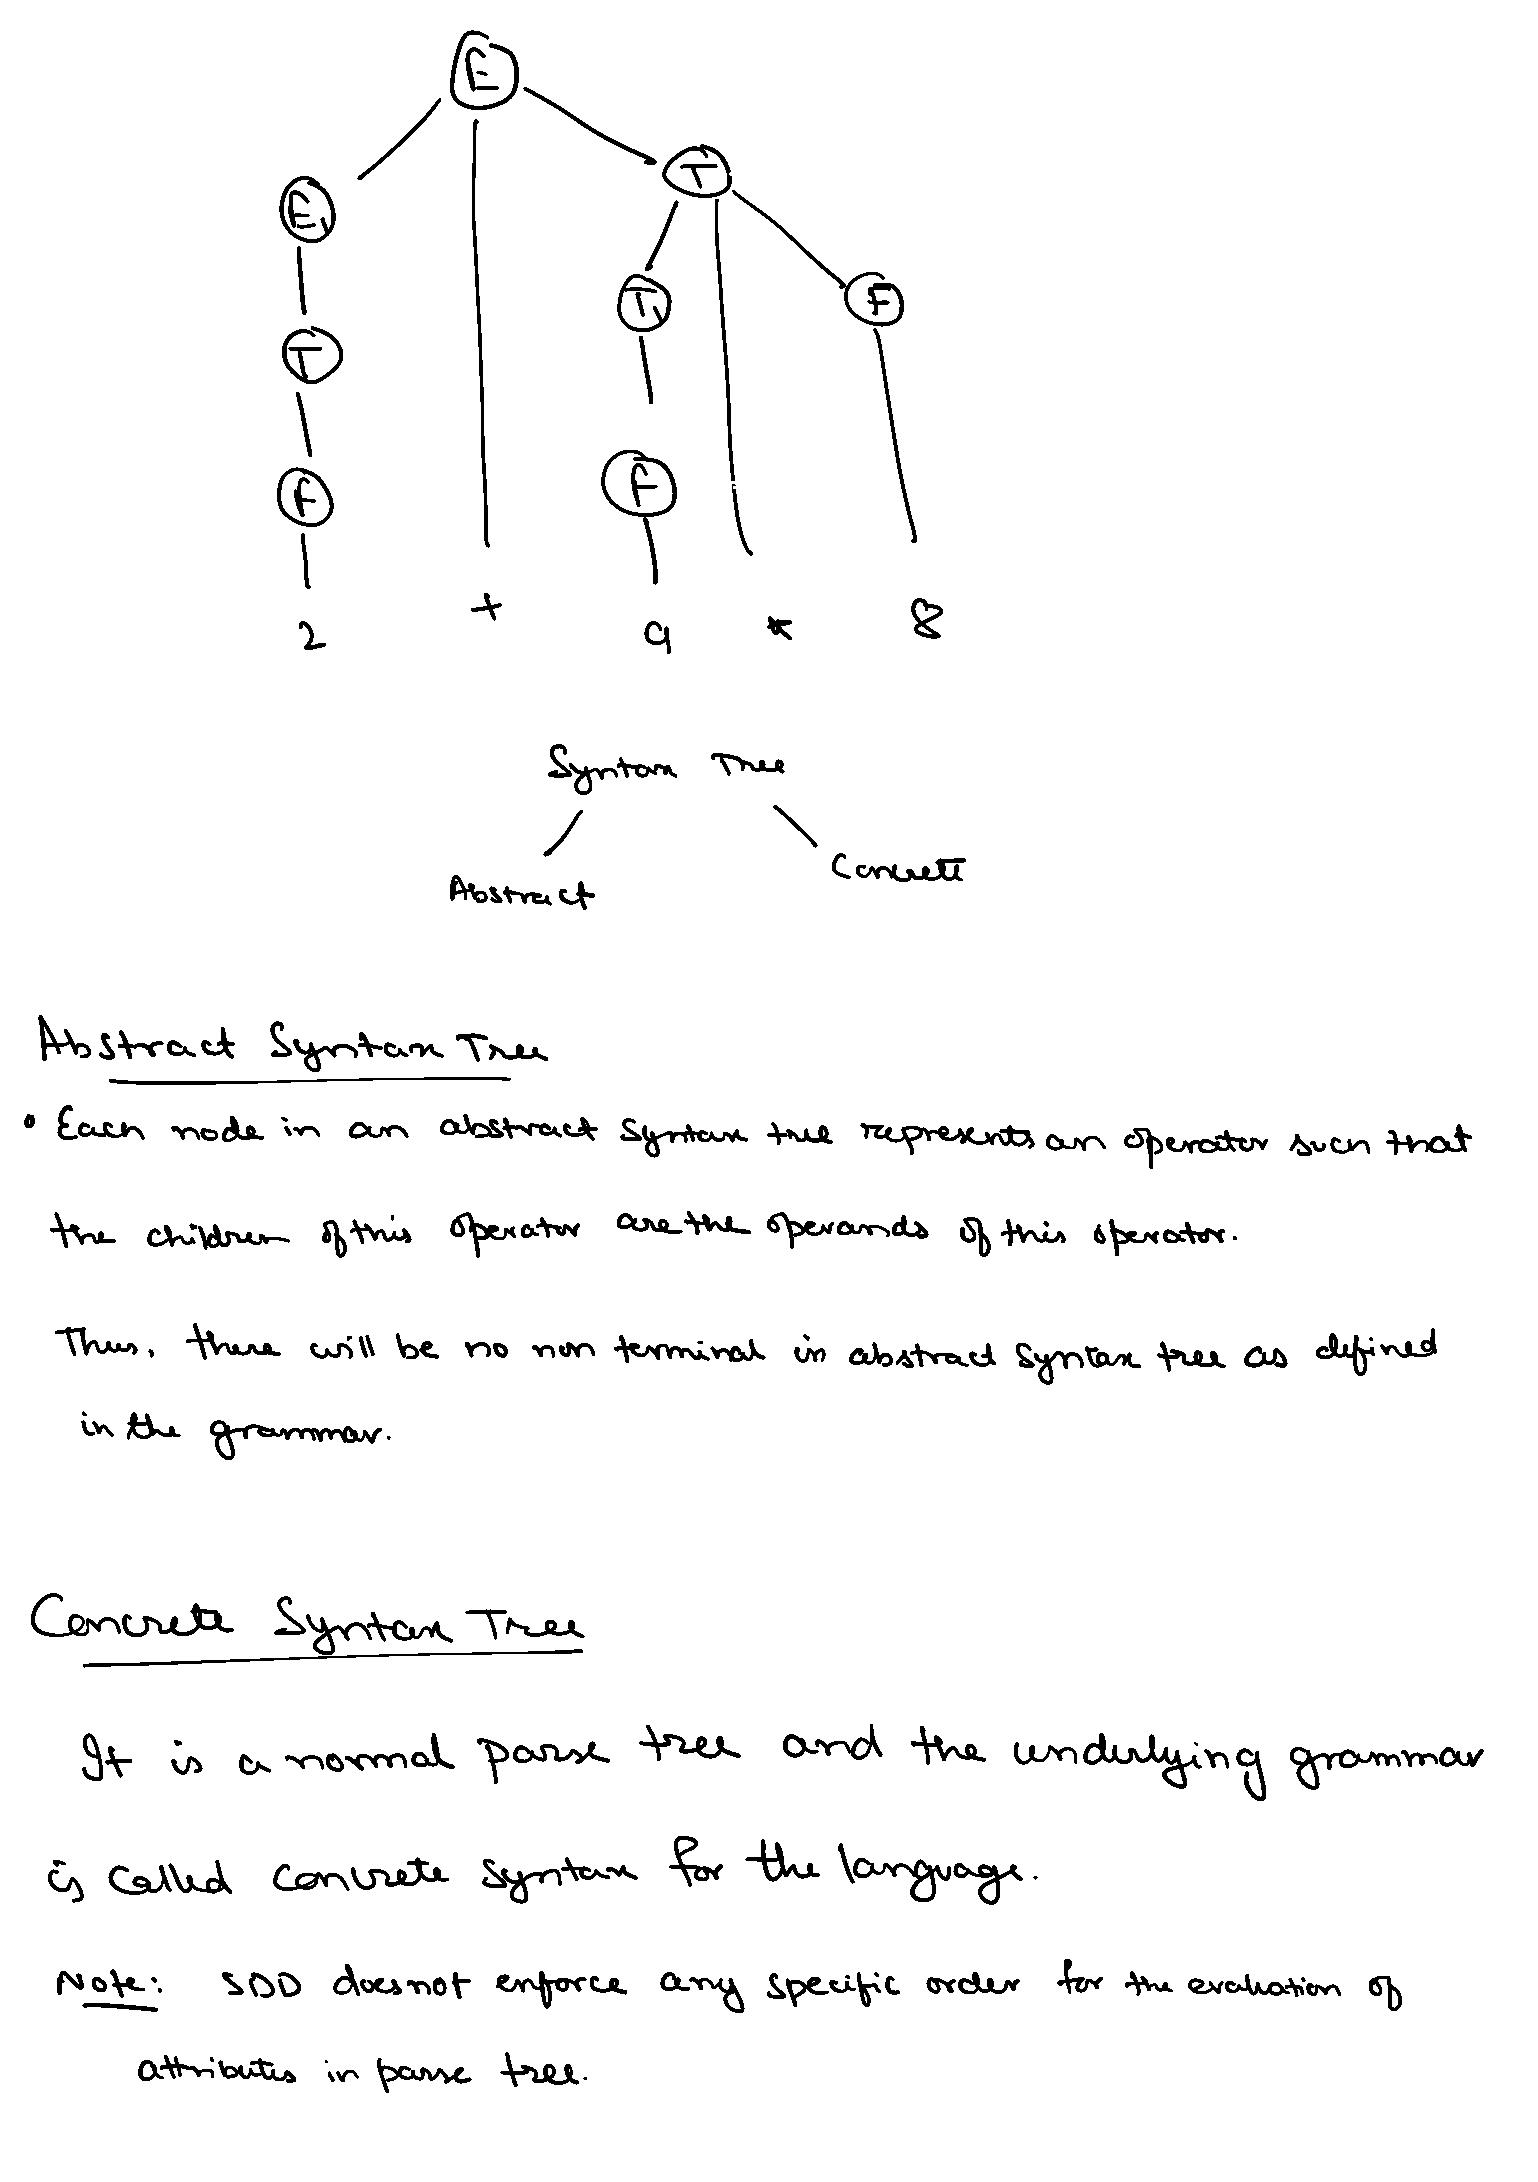 E
E₁ T
T T₁ F
F F
2 + 9 * 8
Syntax Tree
Abstract Concrete
Abstract Syntax Tree
• Each node in an abstract syntax tree represents an operator such that
the children of this operator are the operands of this operator.
Thus, there will be no non terminal in abstract syntax tree as defined
in the grammar.
Concrete Syntax Tree
It is a normal parse tree and the underlying grammar
is called concrete syntax for the language.
Note: SDD does not enforce any specific order for the evaluation of
attributes in parse tree.